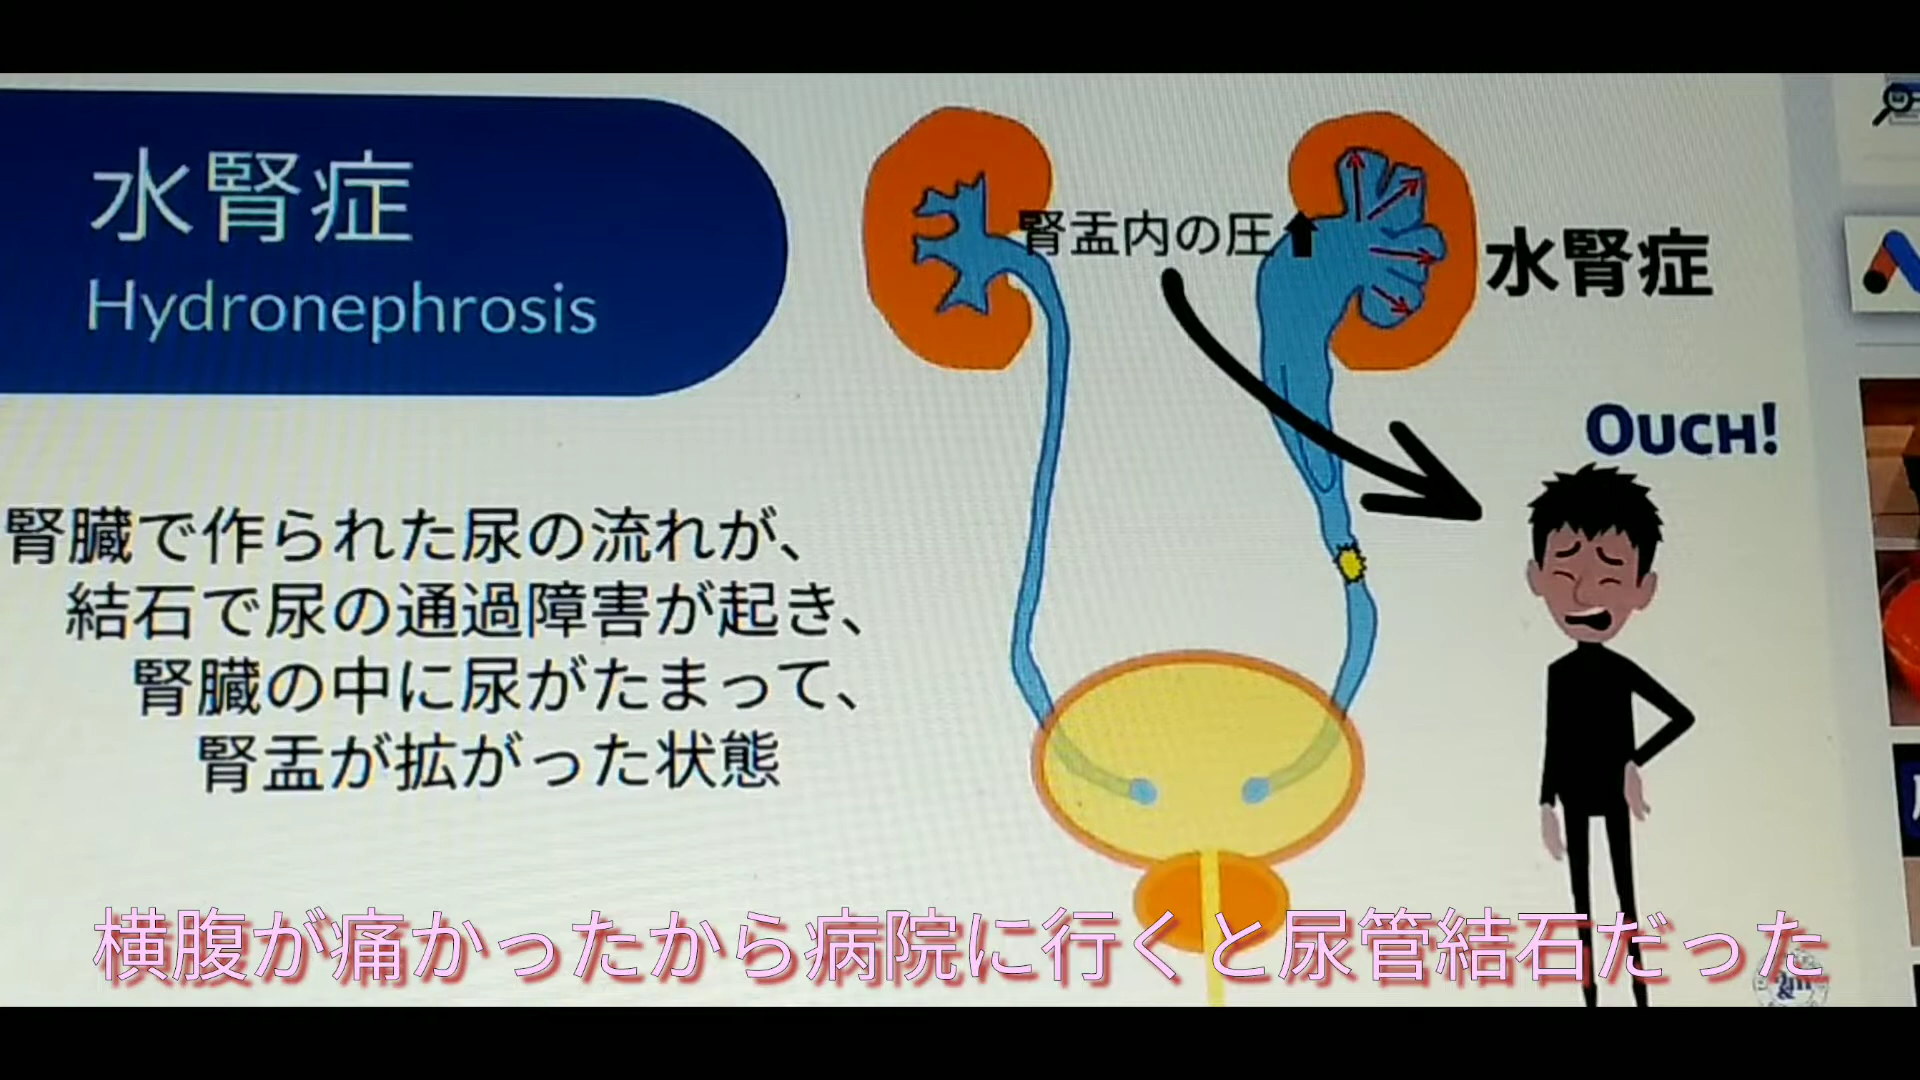 水腎症
Hydronephrosis
腎盂内の圧⬆
水腎症
OUCH!
腎臓で作られた尿の流れが、
結石で尿の通過障害が起き、
腎臓の中に尿がたまって、
腎盂が拡がった状態
横腹が痛かったから病院に行くと尿管結石だった